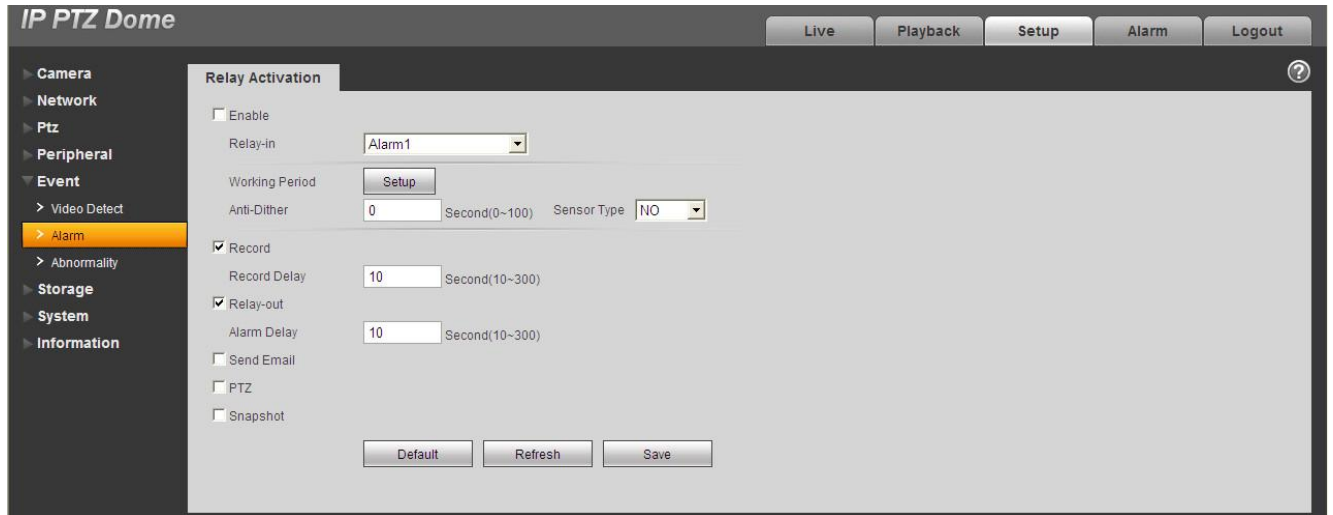 IP PTZ Dome
Live Playback Setup Alarm Logout
Camera
Network
Ptz
Peripheral
Event
> Video Detect
> Alarm
> Abnormality
Storage
System
Information
Relay Activation ?
Enable
Relay-in Alarm1
Working Period Setup
Anti-Dither 0 Second(0~100) Sensor Type NO
Record
Record Delay 10 Second(10~300)
Relay-out
Alarm Delay 10 Second(10~300)
Send Email
PTZ
Snapshot
Default Refresh Save